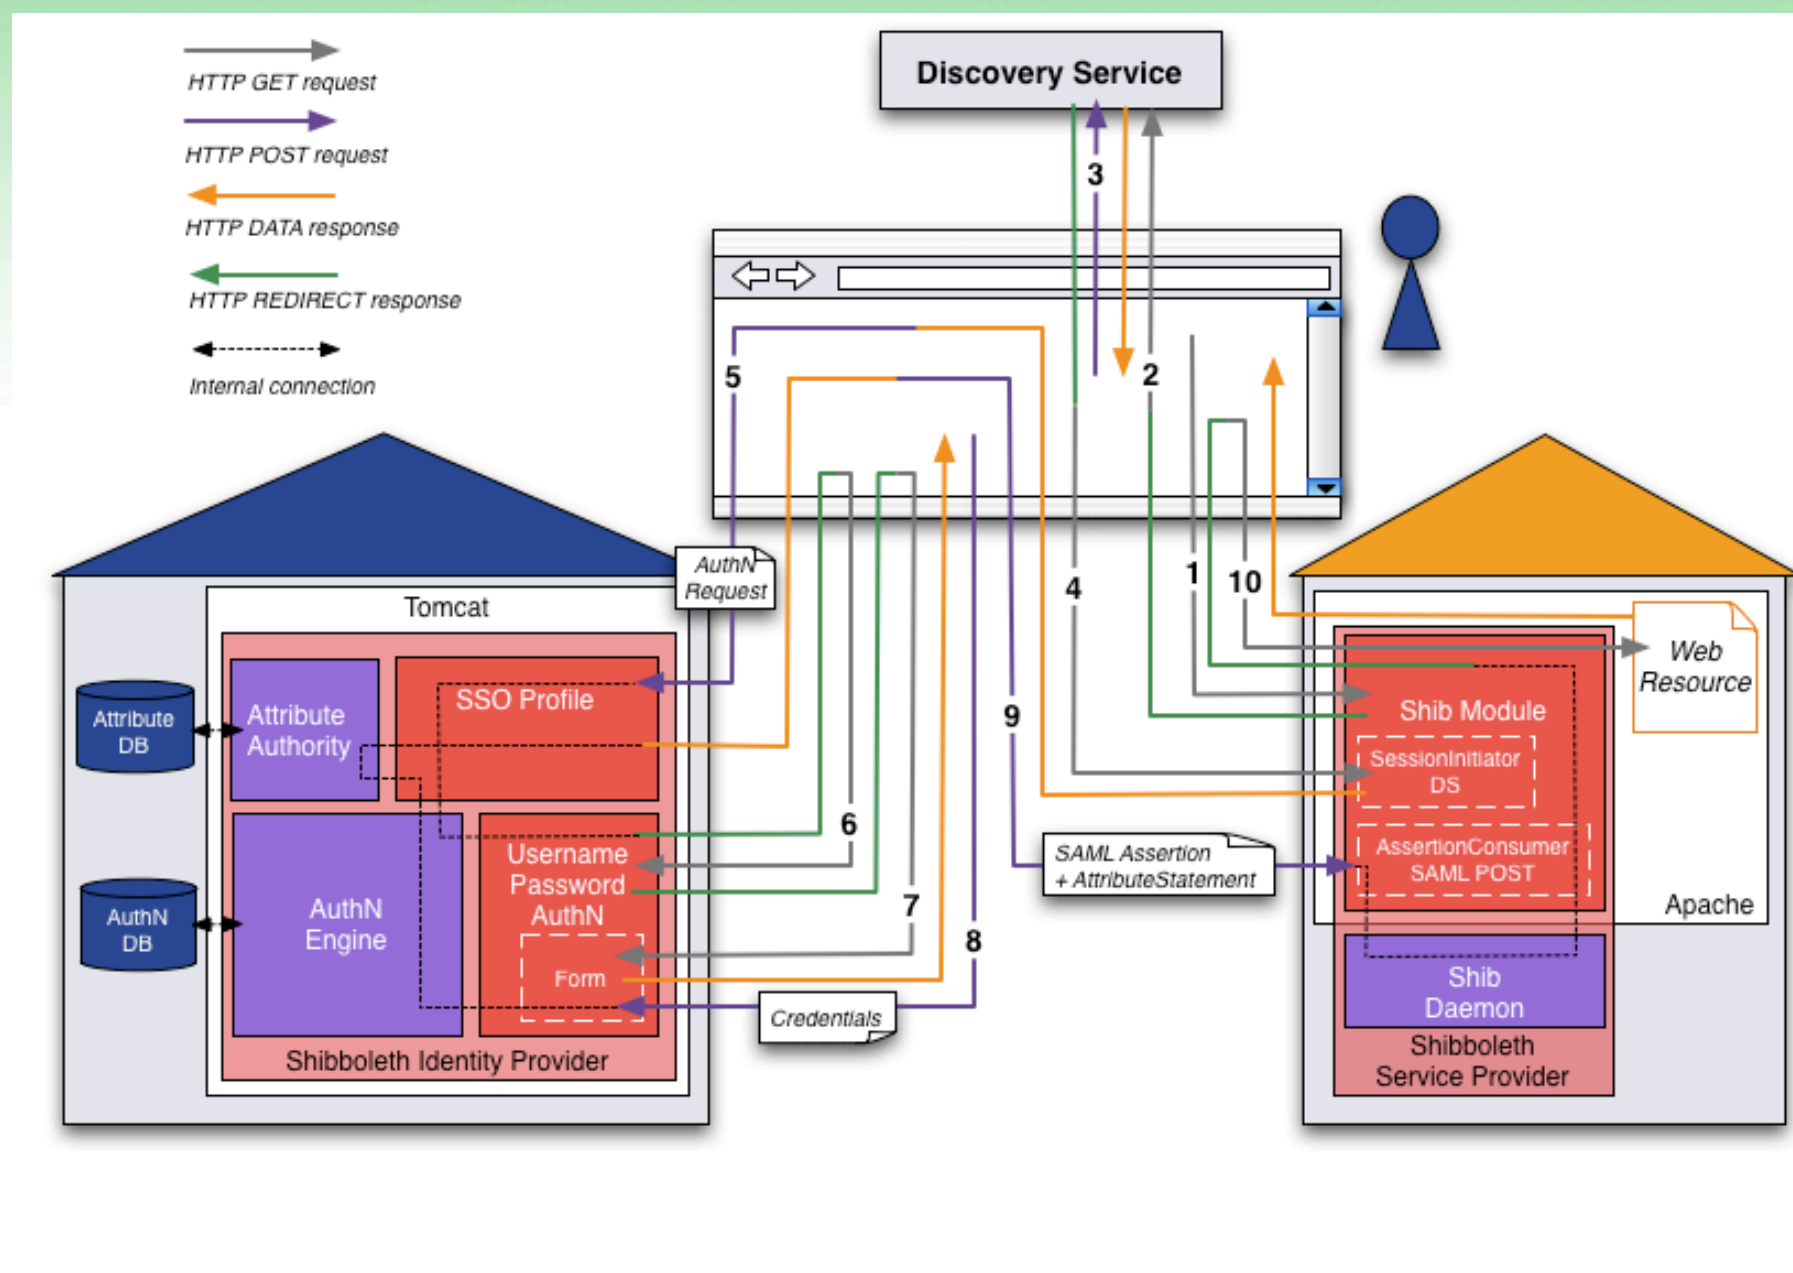 HTTP GET request
HTTP POST request
HTTP DATA response
HTTP REDIRECT response
Internal connection
Discovery Service
3
2
5
1
10
4
AuthN
Request
Tomcat
SSO Profile
Attribute
Authority
Attribute
DB
AuthN
DB
AuthN
Engine
Username
Password
AuthN
Form
Shibboleth Identity Provider
6
7
8
9
Credentials
SAML Assertion
+ AttributeStatement
Web
Resource
Shib Module
SessionInitiator
DS
AssertionConsumer
SAML POST
Apache
Shib
Daemon
Shibboleth
Service Provider